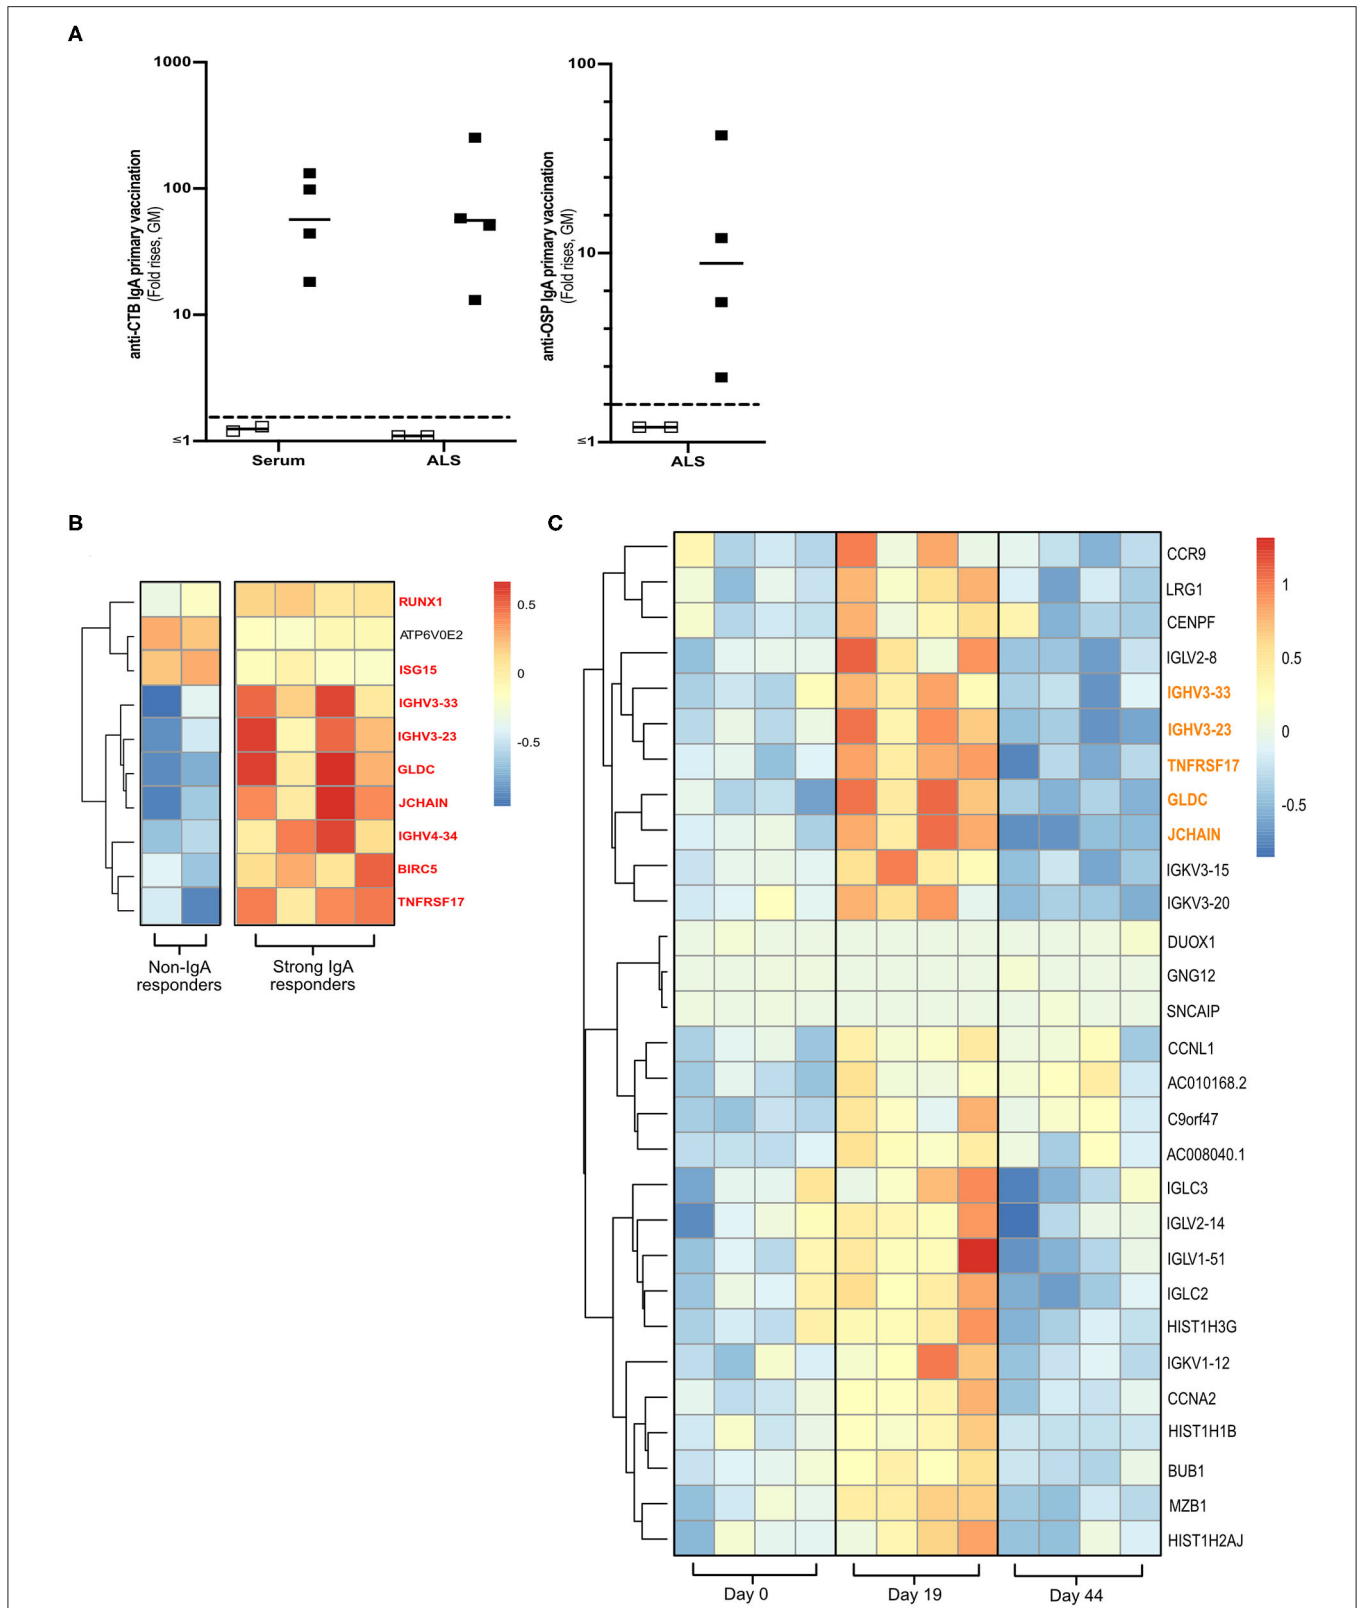 A
1000
100
10
≤1
anti-CTB IgA primary vaccination
(Fold rises, GM)
Serum
ALS
100
10
≤1
anti-OSP IgA primary vaccination
(Fold rises, GM)
ALS
B
RUNX1
ATP6V0E2
ISG15
IGHV3-33
IGHV3-23
GLDC
JCHAIN
IGHV4-34
BIRC5
TNFRSF17
0.5
0
-0.5
Non-IgA
responders
Strong IgA
responders
C
CCR9
LRG1
CENPF
IGLV2-8
IGHV3-33
IGHV3-23
TNFRSF17
GLDC
JCHAIN
IGKV3-15
IGKV3-20
DUOX1
GNG12
SNCAIP
CCNL1
AC010168.2
C9orf47
AC008040.1
IGLC3
IGLV2-14
IGLV1-51
IGLC2
HIST1H3G
IGKV1-12
CCNA2
HIST1H1B
BUB1
MZB1
HIST1H2AJ
1
0.5
0
-0.5
Day 0
Day 19
Day 44